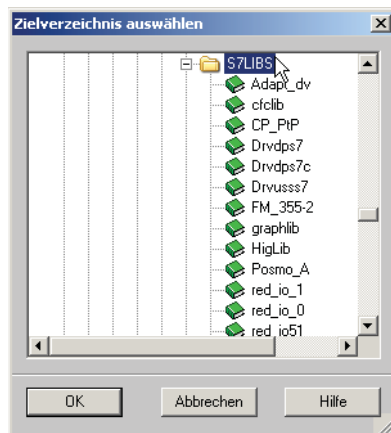 Zielverzeichnis auswählen
S7LIBS
Adapt_dv
cfclib
CP_PtP
Drvdps7
Drvdps7c
Drvusss7
FM_355-2
graphlib
HigLib
Posmo_A
red_io_1
red_io_0
red_io51
OK Abbrechen Hilfe